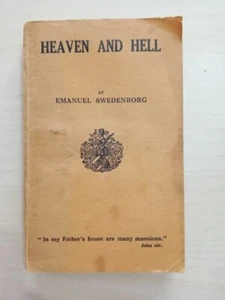 HEAVEN AND HELL
BY
EMANUEL SWEDENBORG
"In my Father's house are many mansions."
John xiv.